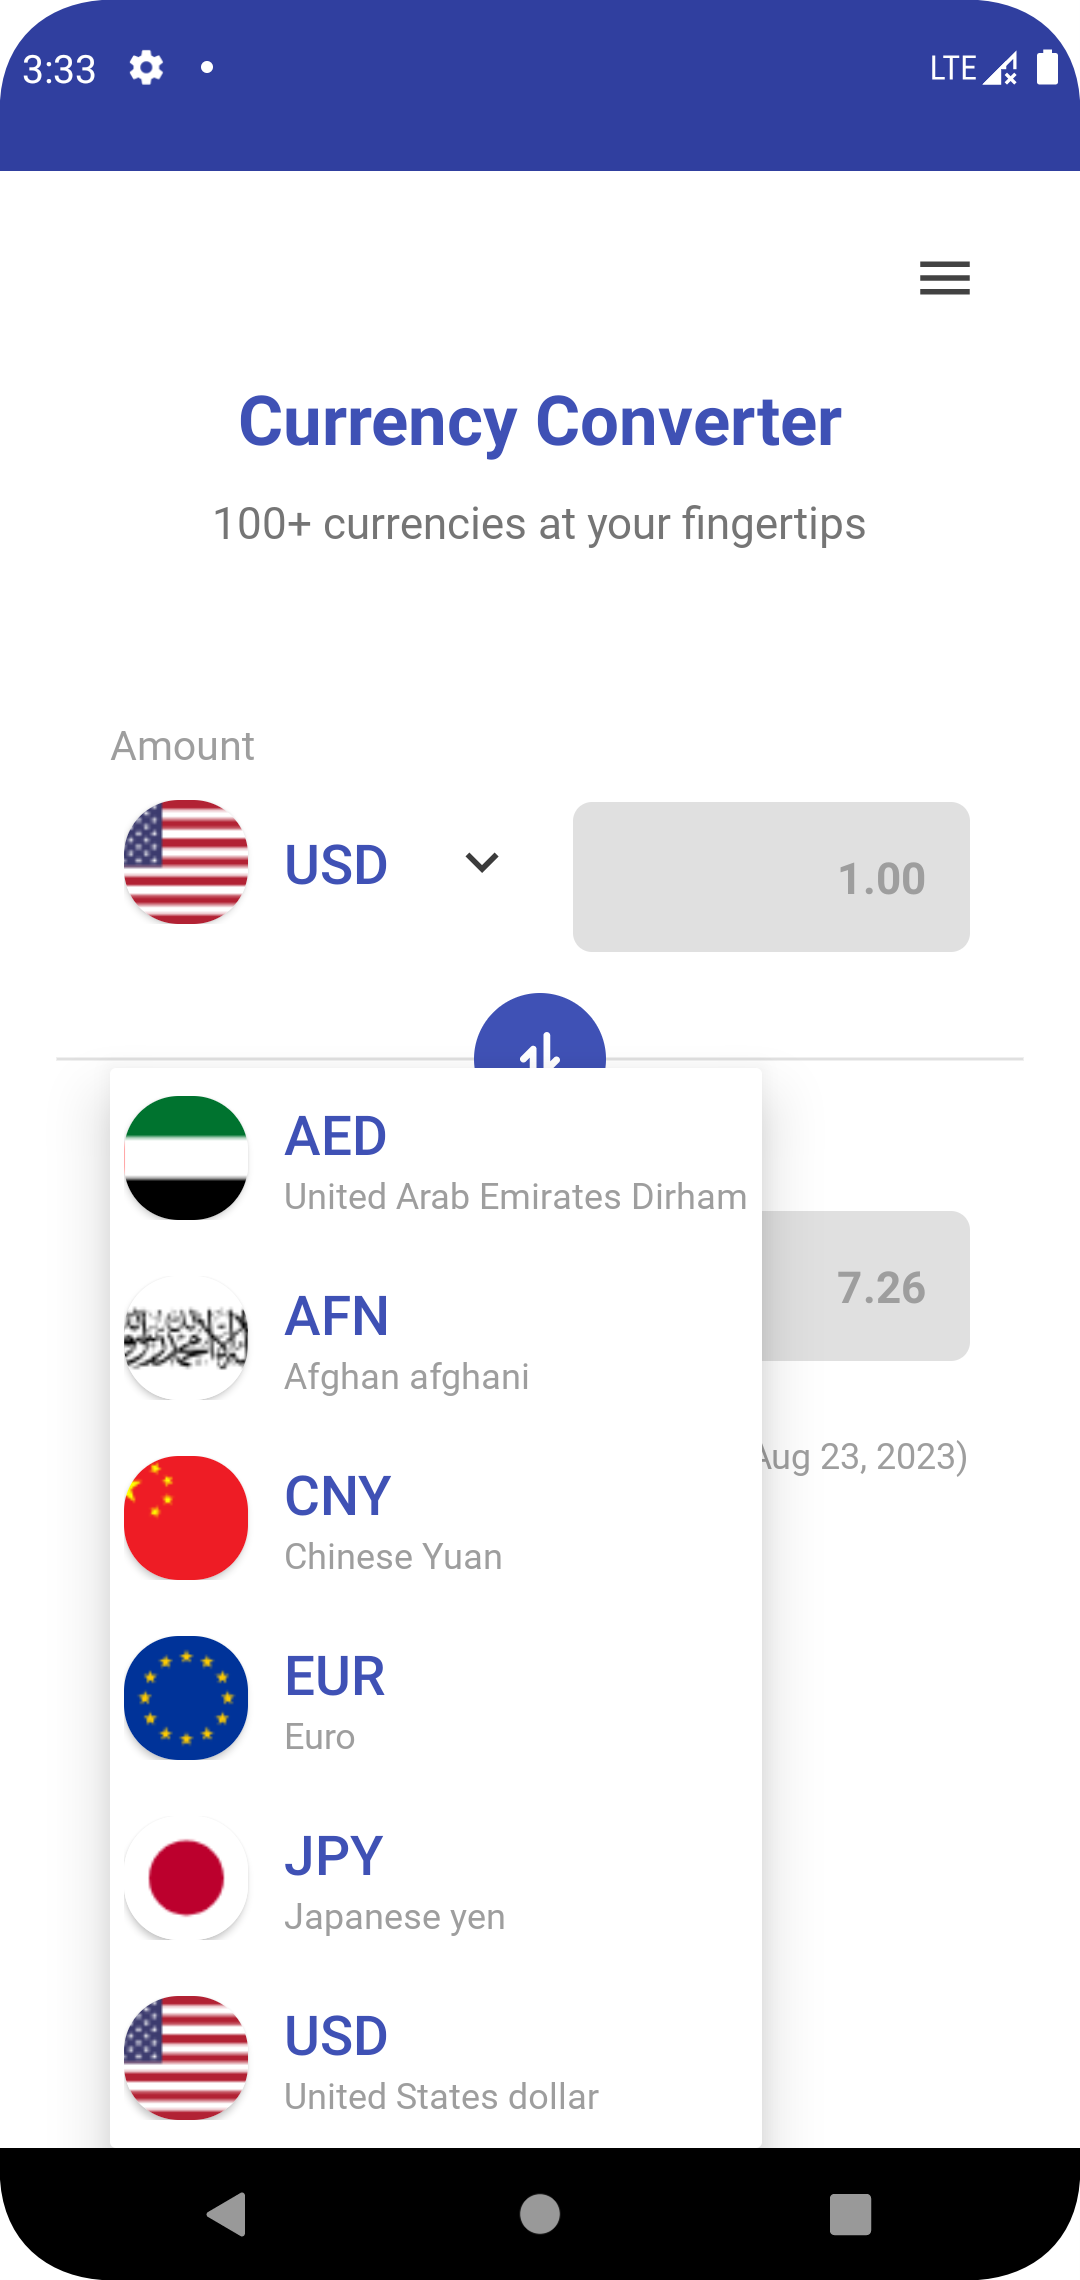 3:33
LTE
Currency Converter
100+ currencies at your fingertips
Amount
USD
1.00
AED
United Arab Emirates Dirham
7.26
AFN
Afghan afghani
Aug 23, 2023)
CNY
Chinese Yuan
EUR
Euro
JPY
Japanese yen
USD
United States dollar